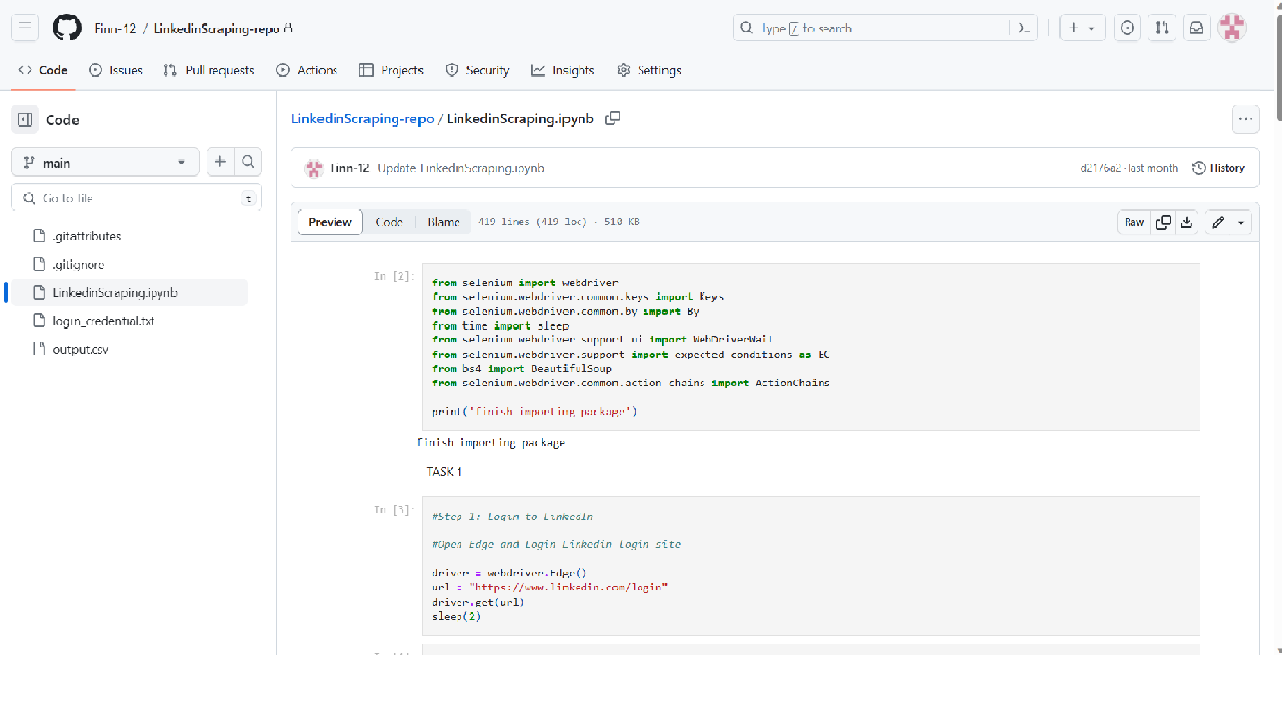 Finn-12 / LinkedinScraping-repo
Type / to search
Code
Issues
Pull requests
Actions
Projects
Security
Insights
Settings
Code
main
Go to file
t
.gitattributes
.gitignore
LinkedinScraping.ipynb
login_credential.txt
output.csv
LinkedinScraping-repo / LinkedinScraping.ipynb
Finn-12 Update LinkedinScraping.ipynb
d2176a2 · last month
History
Preview
Code
Blame
419 lines (419 loc) · 510 KB
Raw
In [2]:
from selenium import webdriver
from selenium.webdriver.common.keys import Keys
from selenium.webdriver.common.by import By
from time import sleep
from selenium.webdriver.support.ui import WebDriverWait
from selenium.webdriver.support import expected_conditions as EC
from bs4 import BeautifulSoup
from selenium.webdriver.common.action_chains import ActionChains
print('finish importing package')
finish importing package
TASK 1
In [3]:
#Step 1: Login to LinkedIn
#Open Edge and Login Linkedin login site
driver = webdriver.Edge()
url = "https://www.linkedin.com/login"
driver.get(url)
sleep(2)